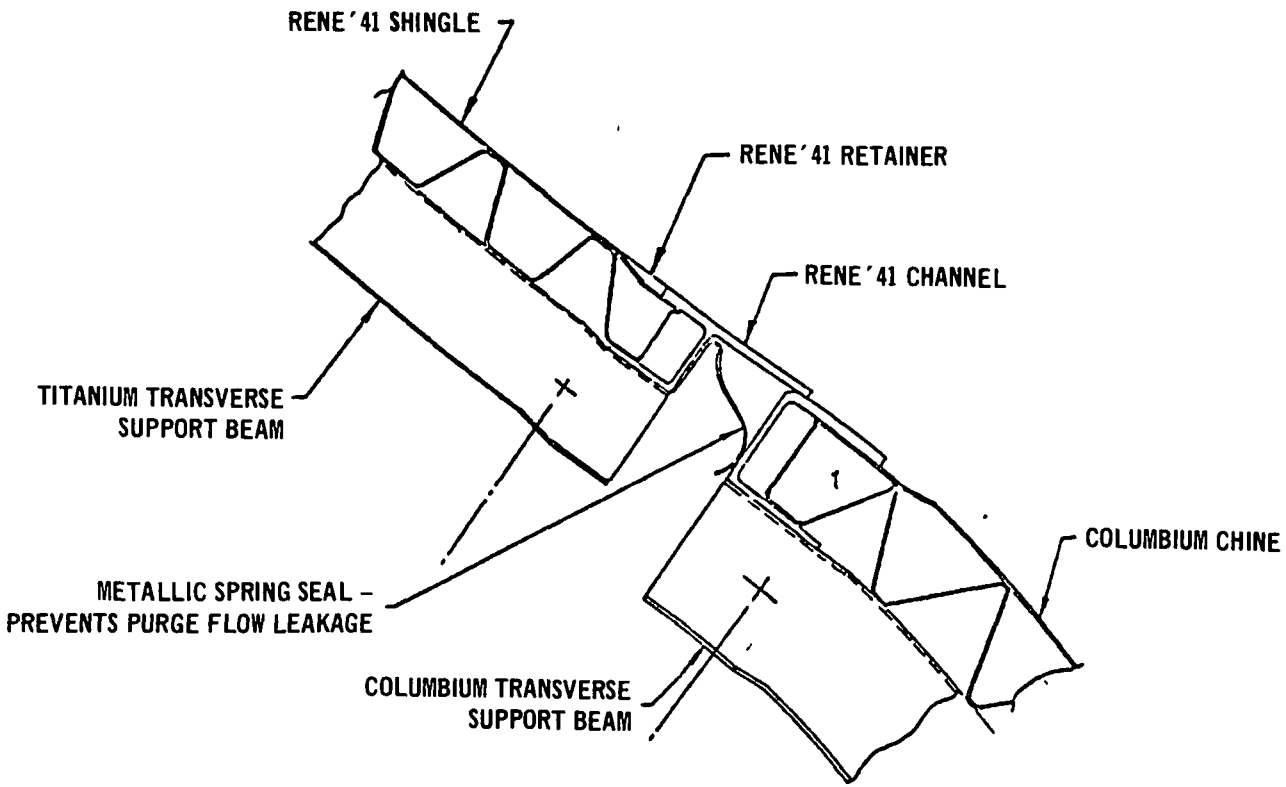 RENE´41 SHINGLE
RENE´41 RETAINER
RENE´41 CHANNEL
TITANIUM TRANSVERSE
SUPPORT BEAM
METALLIC SPRING SEAL –
PREVENTS PURGE FLOW LEAKAGE
COLUMBIUM CHINE
COLUMBIUM TRANSVERSE
SUPPORT BEAM